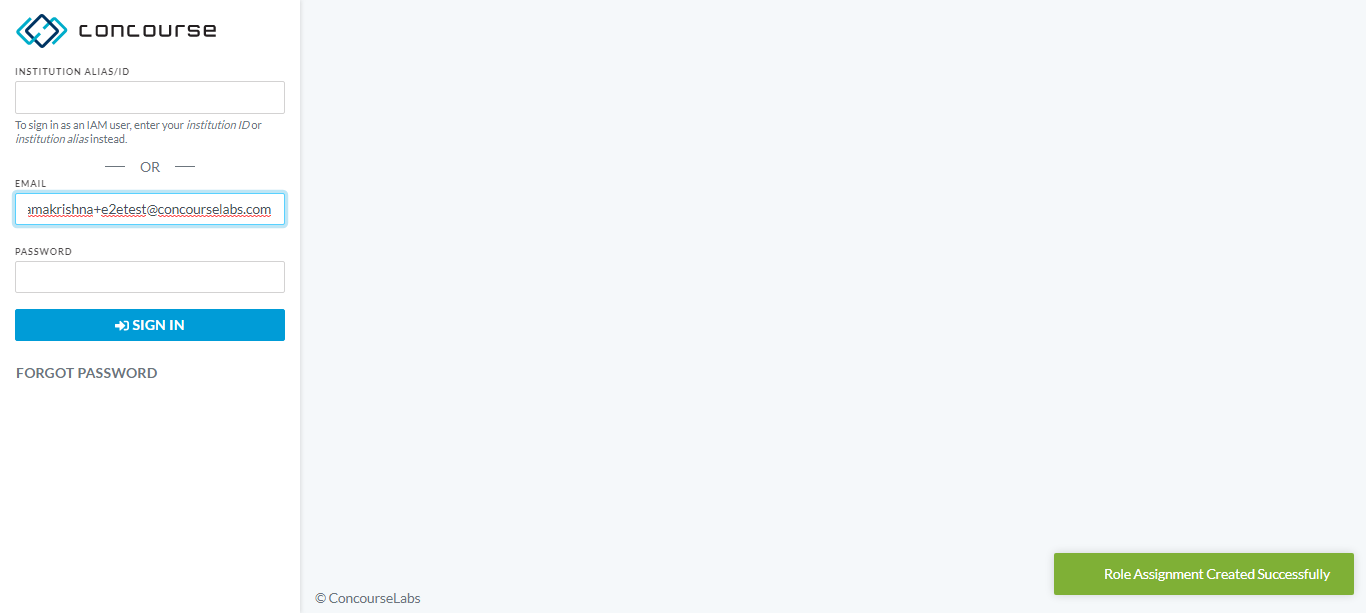 concourse
INSTITUTION ALIAS/ID
To sign in as an IAM user, enter your institution ID or
institution alias instead.
OR
EMAIL
amakrishna+e2etest@concourselabs.com
PASSWORD
SIGN IN
FORGOT PASSWORD
© ConcourseLabs
Role Assignment Created Successfully